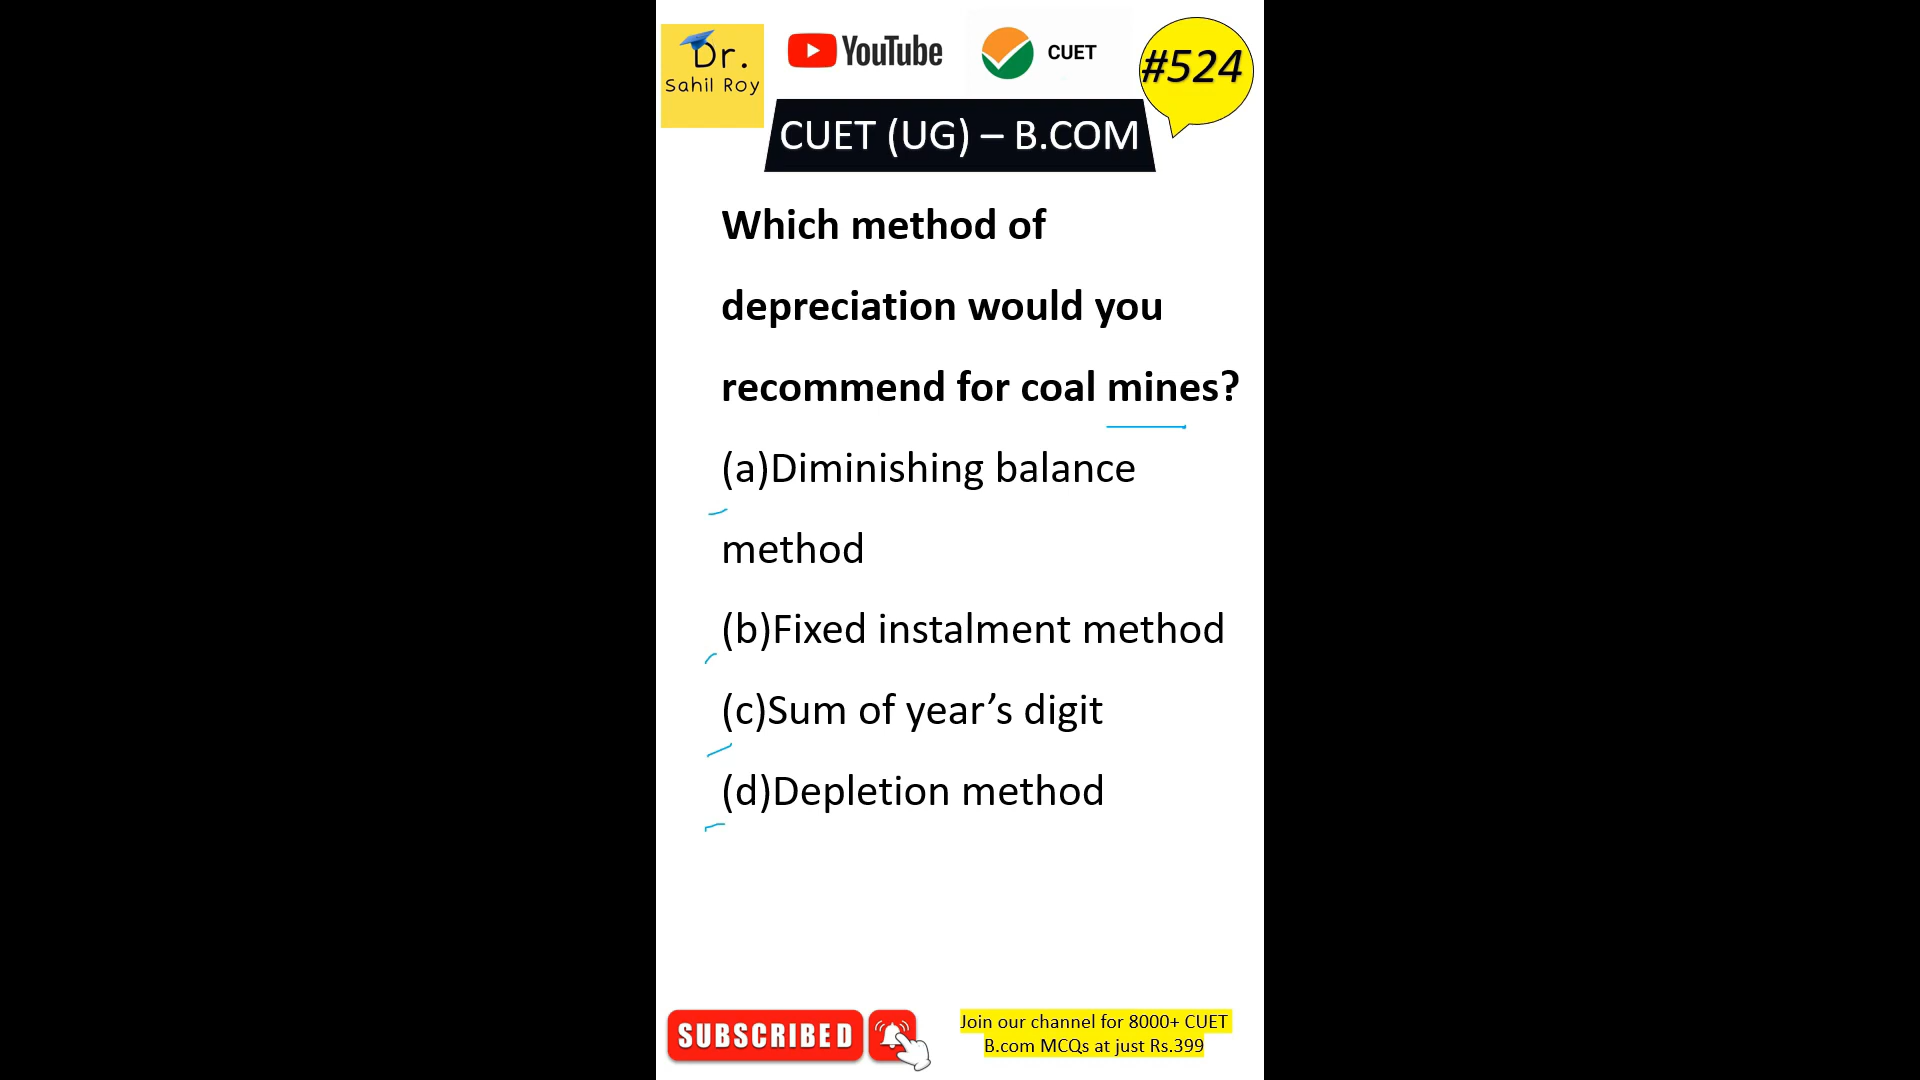 Dr.
Sahil Roy
YouTube
CUET
#524
CUET (UG) – B.COM
Which method of
depreciation would you
recommend for coal mines?
(a)Diminishing balance
method
(b)Fixed instalment method
(c)Sum of year’s digit
(d)Depletion method
SUBSCRIBED
Join our channel for 8000+ CUET
B.com MCQs at just Rs.399